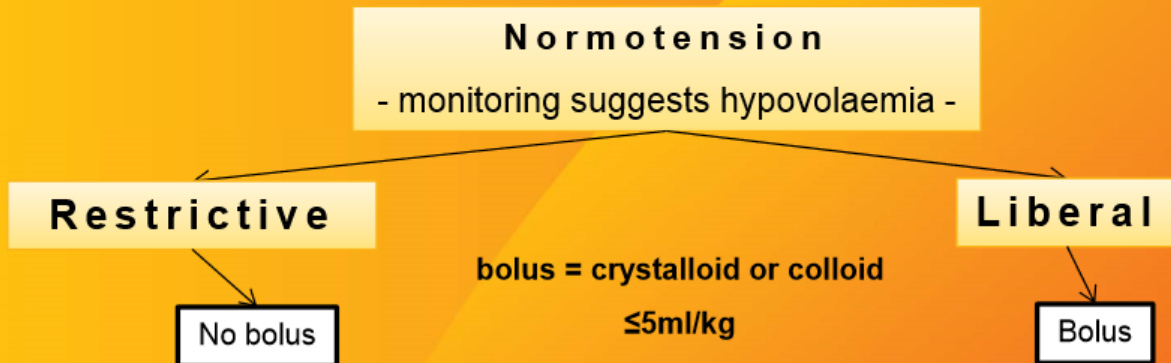 Normotension
- monitoring suggests hypovolaemia -
Restrictive
Liberal
bolus = crystalloid or colloid
≤5ml/kg
No bolus
Bolus